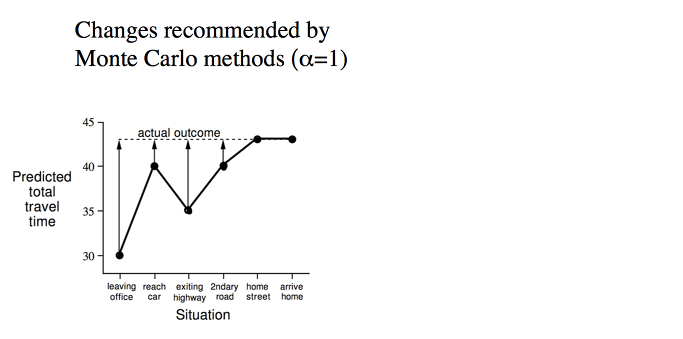 Changes recommended by
Monte Carlo methods (α=1)
45
actual outcome
40
Predicted
total
travel
time
35
30
leaving reach exiting 2ndary home arrive
office car highway road street home
Situation